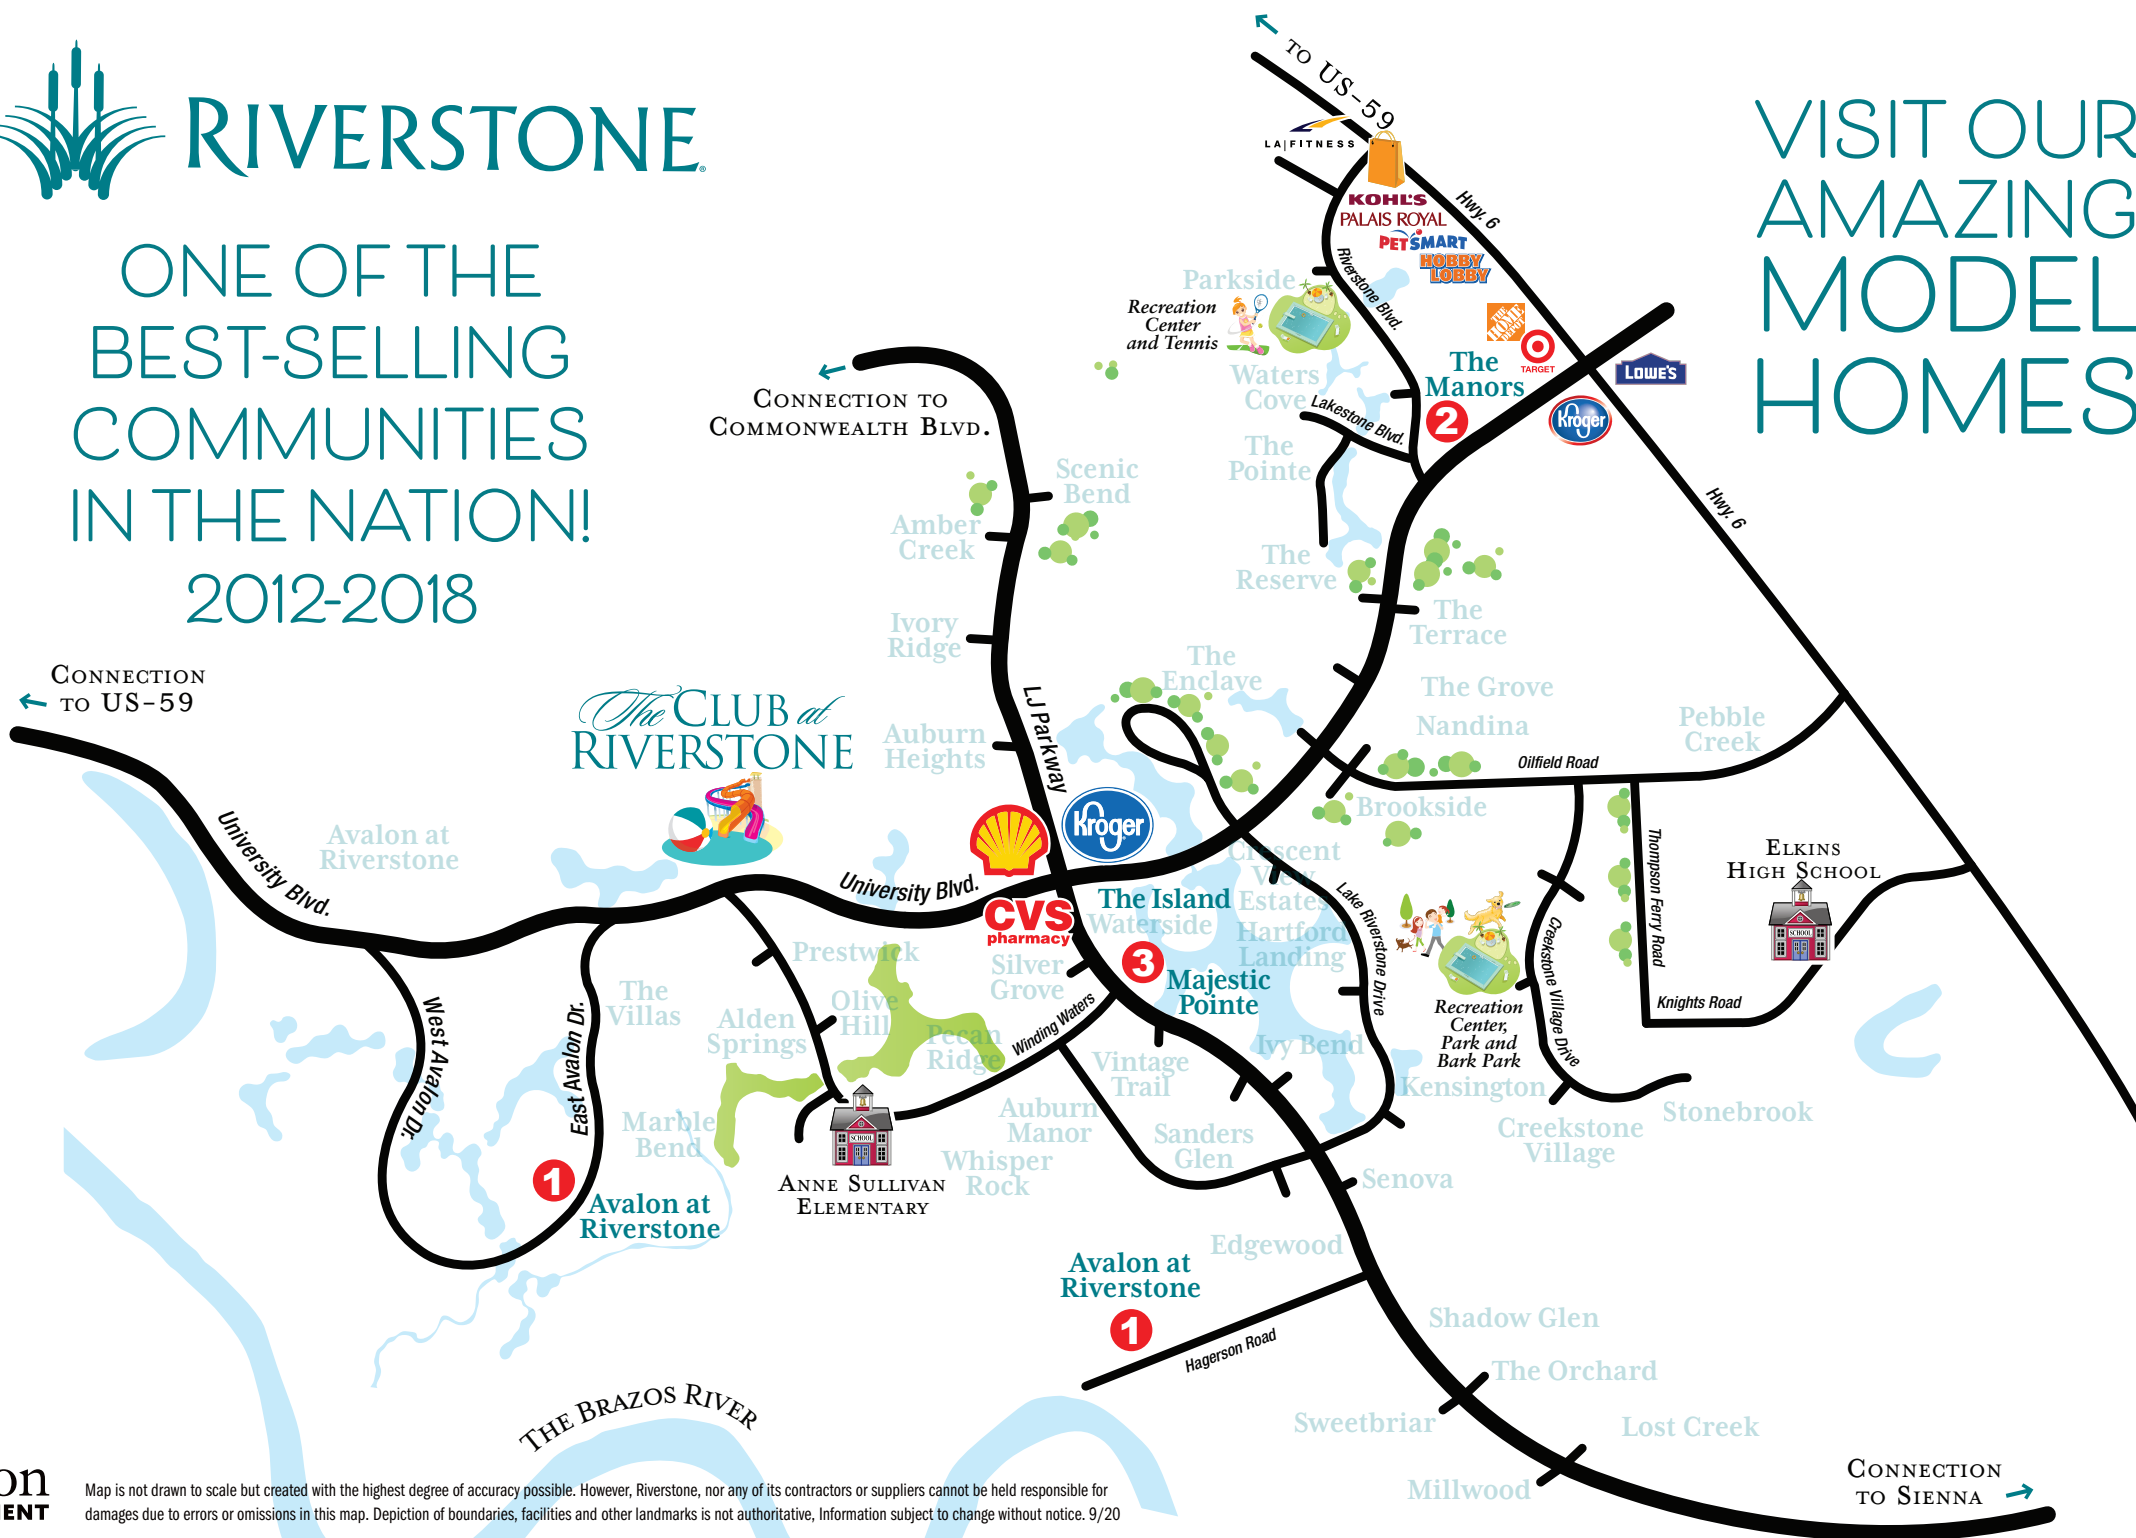 RIVERSTONE
ONE OF THE
BEST-SELLING
COMMUNITIES
IN THE NATION!
2012-2018
VISIT OUR
AMAZING
MODEL
HOMES
TO US-59
LA|FITNESS
KOHL'S
PALAIS ROYAL
PETSMART
HOBBY
LOBBY
Hwy. 6
Riverstone Blvd.
Parkside
Recreation
Center
and Tennis
THE HOME DEPOT
TARGET
LOWE'S
Kroger
The
Manors
2
Waters
Cove
Lakestone Blvd.
The
Pointe
CONNECTION TO
COMMONWEALTH BLVD.
Scenic
Bend
Amber
Creek
Hwy. 6
The
Reserve
The
Terrace
Ivory
Ridge
The
Enclave
The Grove
Nandina
Pebble
Creek
CONNECTION
TO US-59
The CLUB at
RIVERSTONE
Auburn
Heights
LJ Parkway
Oilfield Road
Brookside
Kroger
University Blvd.
Avalon at
Riverstone
University Blvd.
CVS
pharmacy
The Island
Waterside
Crescent
View
Estates
Hartford
Landing
Lake Riverstone Drive
Thompson Ferry Road
ELKINS
HIGH SCHOOL
SCHOOL
Creekstone Village Drive
Prestwick
Silver
Grove
3
Majestic
Pointe
The
Villas
Alden
Springs
Olive
Hill
Pecan
Ridge
Winding Waters
West Avalon Dr.
East Avalon Dr.
Recreation
Center,
Park and
Bark Park
Knights Road
Vintage
Trail
Ivy Bend
Kensington
Marble
Bend
SCHOOL
ANNE SULLIVAN
ELEMENTARY
Auburn
Manor
Whisper
Rock
Sanders
Glen
Creekstone
Village
Stonebrook
Senova
1
Avalon at
Riverstone
Edgewood
Avalon at
Riverstone
1
Hagerson Road
Shadow Glen
The Orchard
Sweetbriar
Lost Creek
Millwood
THE BRAZOS RIVER
CONNECTION
TO SIENNA
on
MENT
Map is not drawn to scale but created with the highest degree of accuracy possible. However, Riverstone, nor any of its contractors or suppliers cannot be held responsible for
damages due to errors or omissions in this map. Depiction of boundaries, facilities and other landmarks is not authoritative, Information subject to change without notice. 9/20